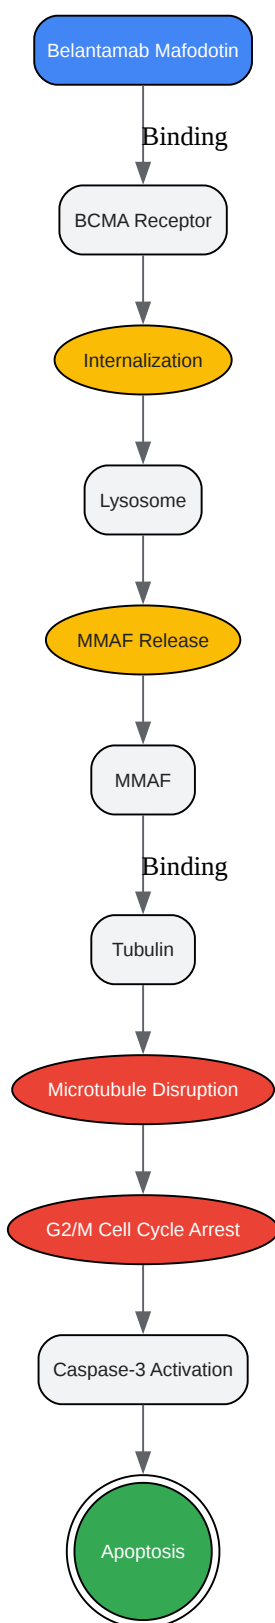 Belantamab Mafodotin
Binding
BCMA Receptor
Internalization
Lysosome
MMAF Release
MMAF
Binding
Tubulin
Microtubule Disruption
G2/M Cell Cycle Arrest
Caspase-3 Activation
Apoptosis